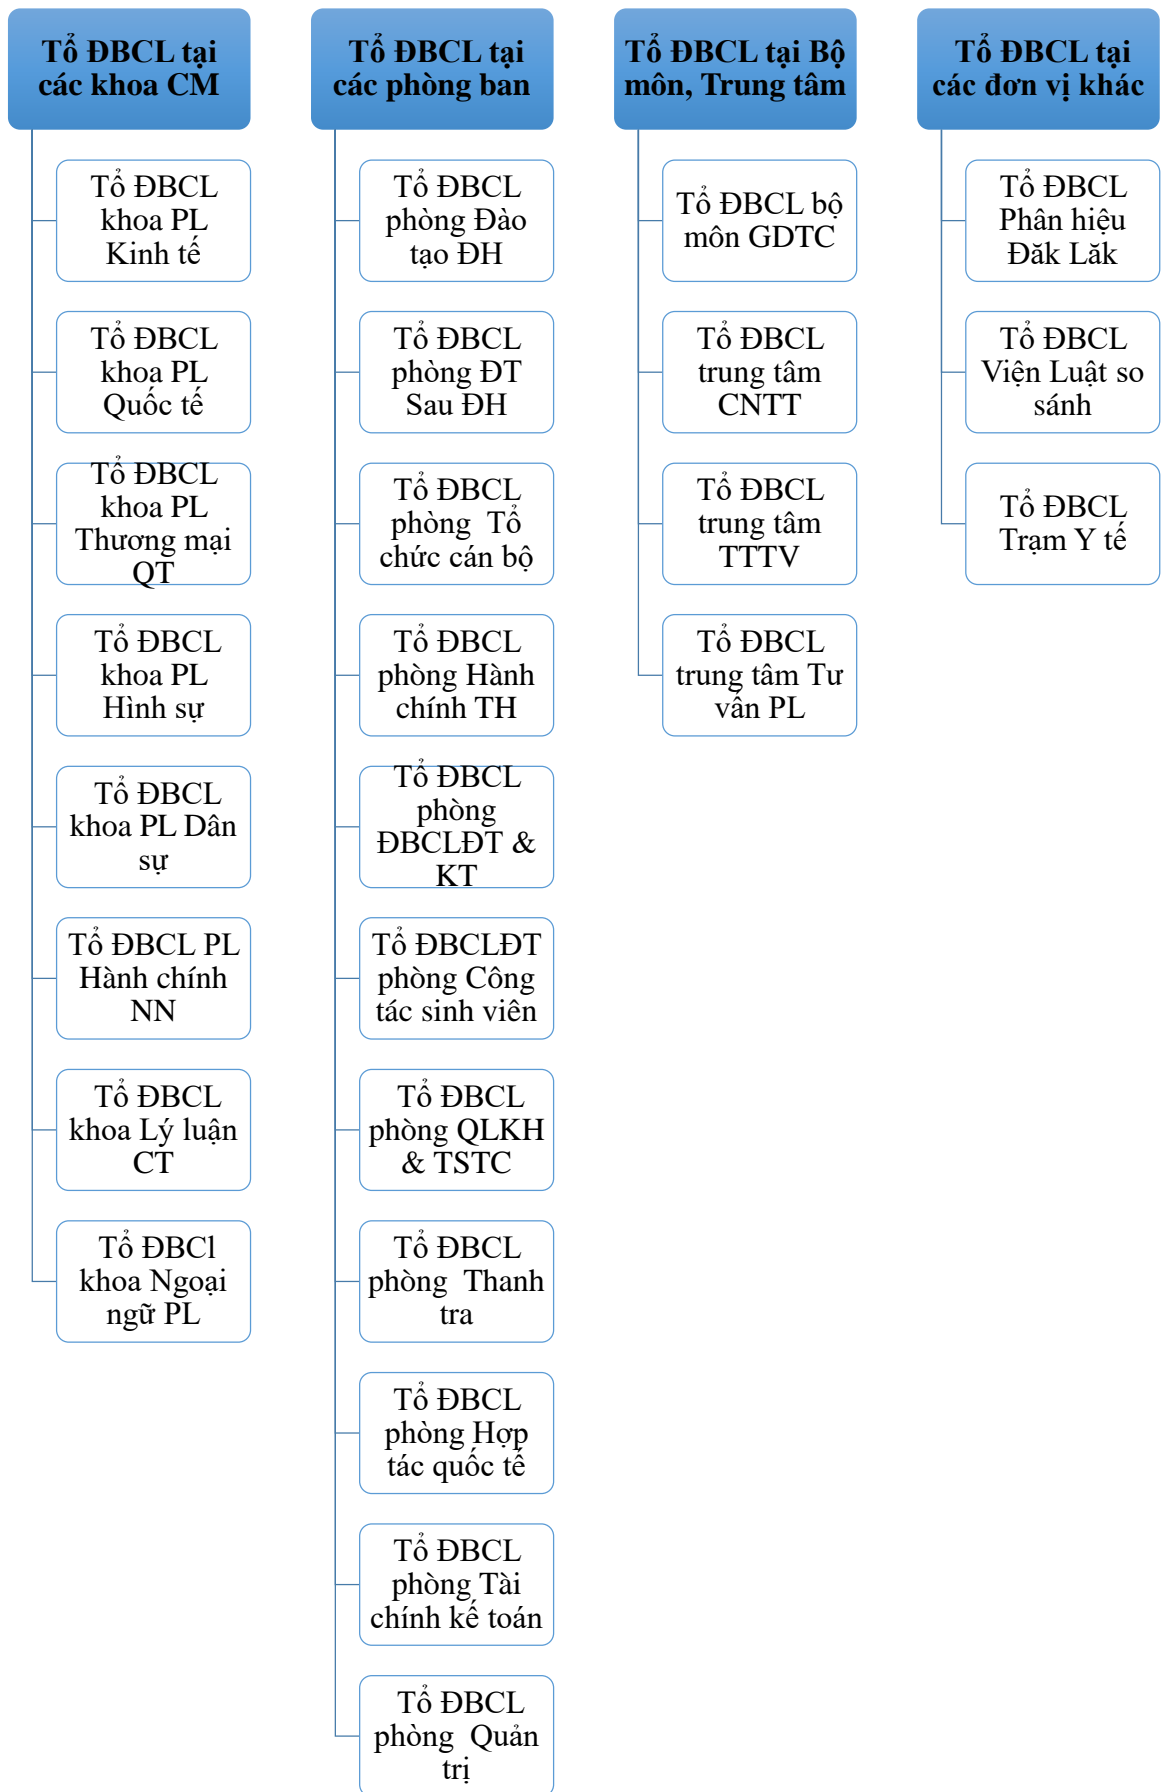 Tổ ĐBCL tại
các khoa CM
Tổ ĐBCL
khoa PL
Kinh tế
Tổ ĐBCL
khoa PL
Quốc tế
Tổ ĐBCL
khoa PL
Thương mại
QT
Tổ ĐBCL
khoa PL
Hình sự
Tổ ĐBCL
khoa PL Dân
sự
Tổ ĐBCL PL
Hành chính
NN
Tổ ĐBCL
khoa Lý luận
CT
Tổ ĐBCl
khoa Ngoại
ngữ PL
Tổ ĐBCL tại
các phòng ban
Tổ ĐBCL
phòng Đào
tạo ĐH
Tổ ĐBCL
phòng ĐT
Sau ĐH
Tổ ĐBCL
phòng Tổ
chức cán bộ
Tổ ĐBCL
phòng Hành
chính TH
Tổ ĐBCL
phòng
ĐBCLĐT &
KT
Tổ ĐBCLĐT
phòng Công
tác sinh viên
Tổ ĐBCL
phòng QLKH
& TSTC
Tổ ĐBCL
phòng Thanh
tra
Tổ ĐBCL
phòng Hợp
tác quốc tế
Tổ ĐBCL
phòng Tài
chính kế toán
Tổ ĐBCL
phòng Quản
trị
Tổ ĐBCL tại Bộ
môn, Trung tâm
Tổ ĐBCL bộ
môn GDTC
Tổ ĐBCL
trung tâm
CNTT
Tổ ĐBCL
trung tâm
TTTV
Tổ ĐBCL
trung tâm Tư
vấn PL
Tổ ĐBCL tại
các đơn vị khác
Tổ ĐBCL
Phân hiệu
Đăk Lăk
Tổ ĐBCL
Viện Luật so
sánh
Tổ ĐBCL
Trạm Y tế